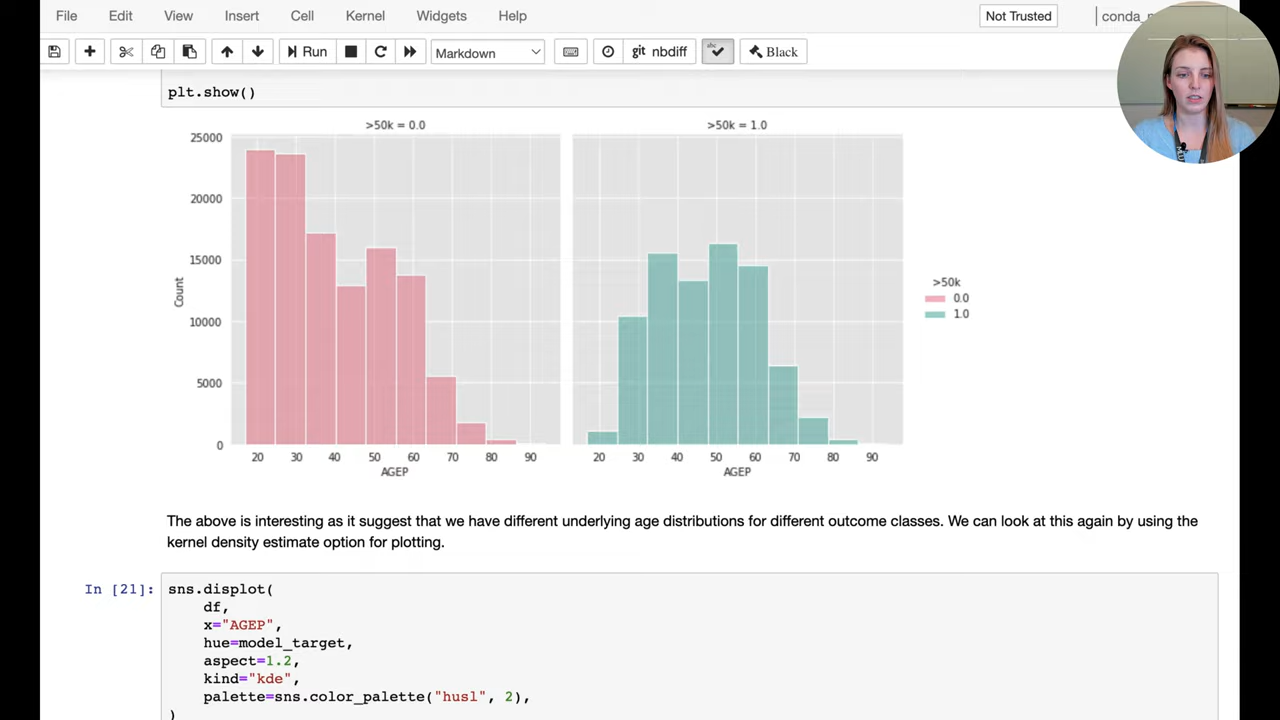 File Edit View Insert Cell Kernel Widgets Help Not Trusted
Run Markdown git nbdiff abc Black
plt.show()
>50k = 0.0 >50k = 1.0
25000
20000
15000
10000
5000
0
Count
20 30 40 50 60 70 80 90
AGEP
20 30 40 50 60 70 80 90
AGEP
>50k
0.0
1.0
The above is interesting as it suggest that we have different underlying age distributions for different outcome classes. We can look at this again by using the
kernel density estimate option for plotting.
In [21]: sns.displot(
df,
x="AGEP",
hue=model_target,
aspect=1.2,
kind="kde",
palette=sns.color_palette("husl", 2),
)